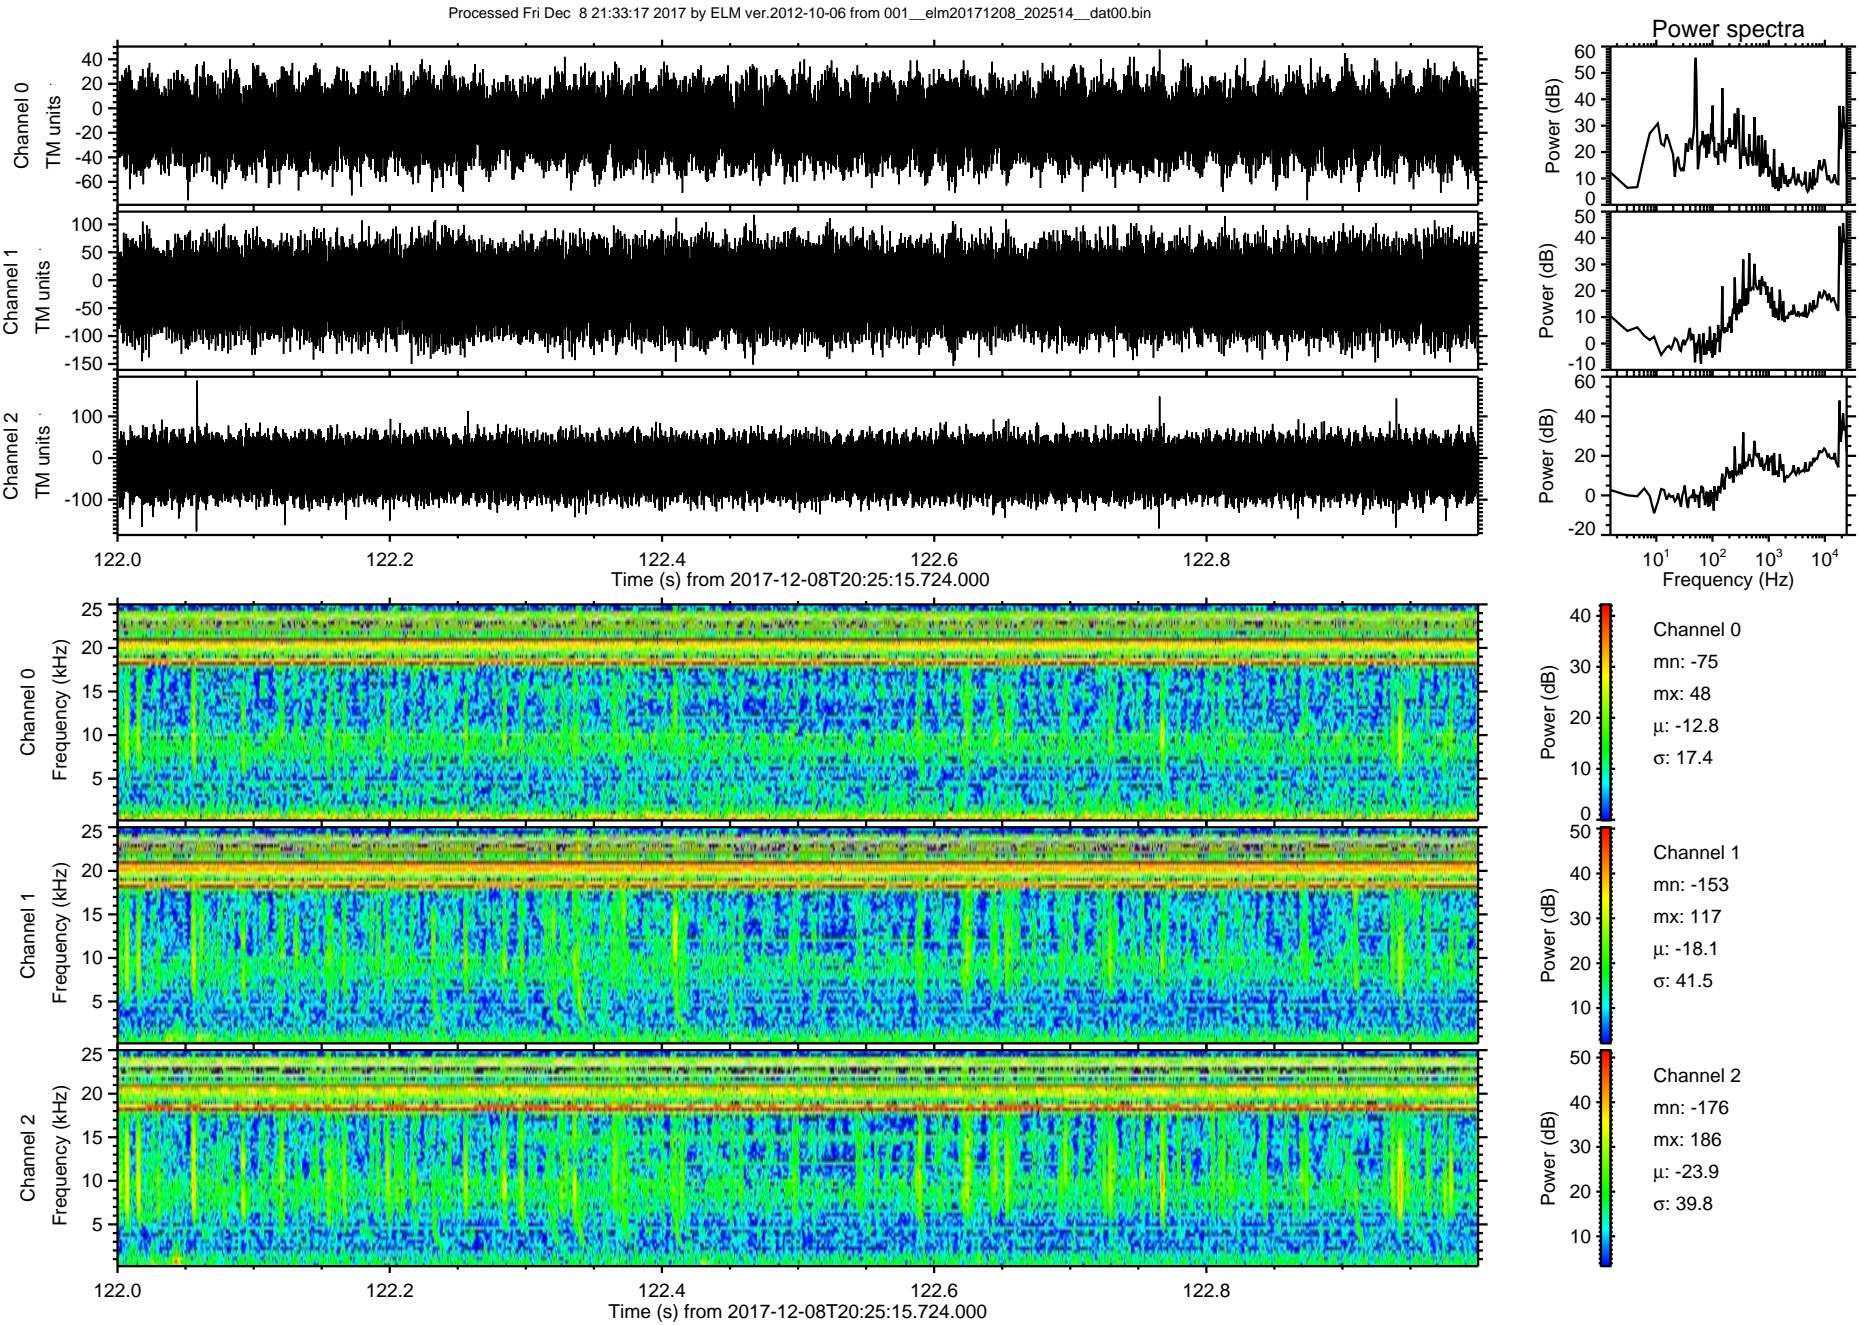 Processed Fri Dec  8 21:33:17 2017 by ELM ver.2012-10-06 from 001__elm20171208_202514__dat00.bin
Power spectra
Channel 0
TM units
40
20
0
-20
-40
-60
Power (dB)
60
50
40
30
20
10
0
Channel 1
TM units
100
50
0
-50
-100
-150
Power (dB)
50
40
30
20
10
0
-10
Channel 2
TM units
100
0
-100
Power (dB)
60
40
20
0
-20
122.0 122.2 122.4 122.6 122.8
Time (s) from 2017-12-08T20:25:15.724.000
10^1 10^2 10^3 10^4
Frequency (Hz)
Channel 0
Frequency (kHz)
25
20
15
10
5
Power (dB)
40
30
20
10
0
Channel 0
mn: -75
mx: 48
μ: -12.8
σ: 17.4
Channel 1
Frequency (kHz)
25
20
15
10
5
Power (dB)
50
40
30
20
10
Channel 1
mn: -153
mx: 117
μ: -18.1
σ: 41.5
Channel 2
Frequency (kHz)
25
20
15
10
5
Power (dB)
50
40
30
20
10
Channel 2
mn: -176
mx: 186
μ: -23.9
σ: 39.8
122.0 122.2 122.4 122.6 122.8
Time (s) from 2017-12-08T20:25:15.724.000